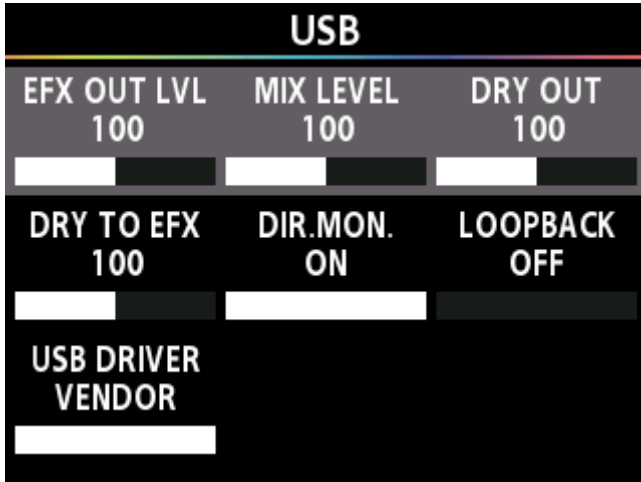 USB
EFX OUT LVL
100
MIX LEVEL
100
DRY OUT
100
DRY TO EFX
100
DIR.MON.
ON
LOOPBACK
OFF
USB DRIVER
VENDOR